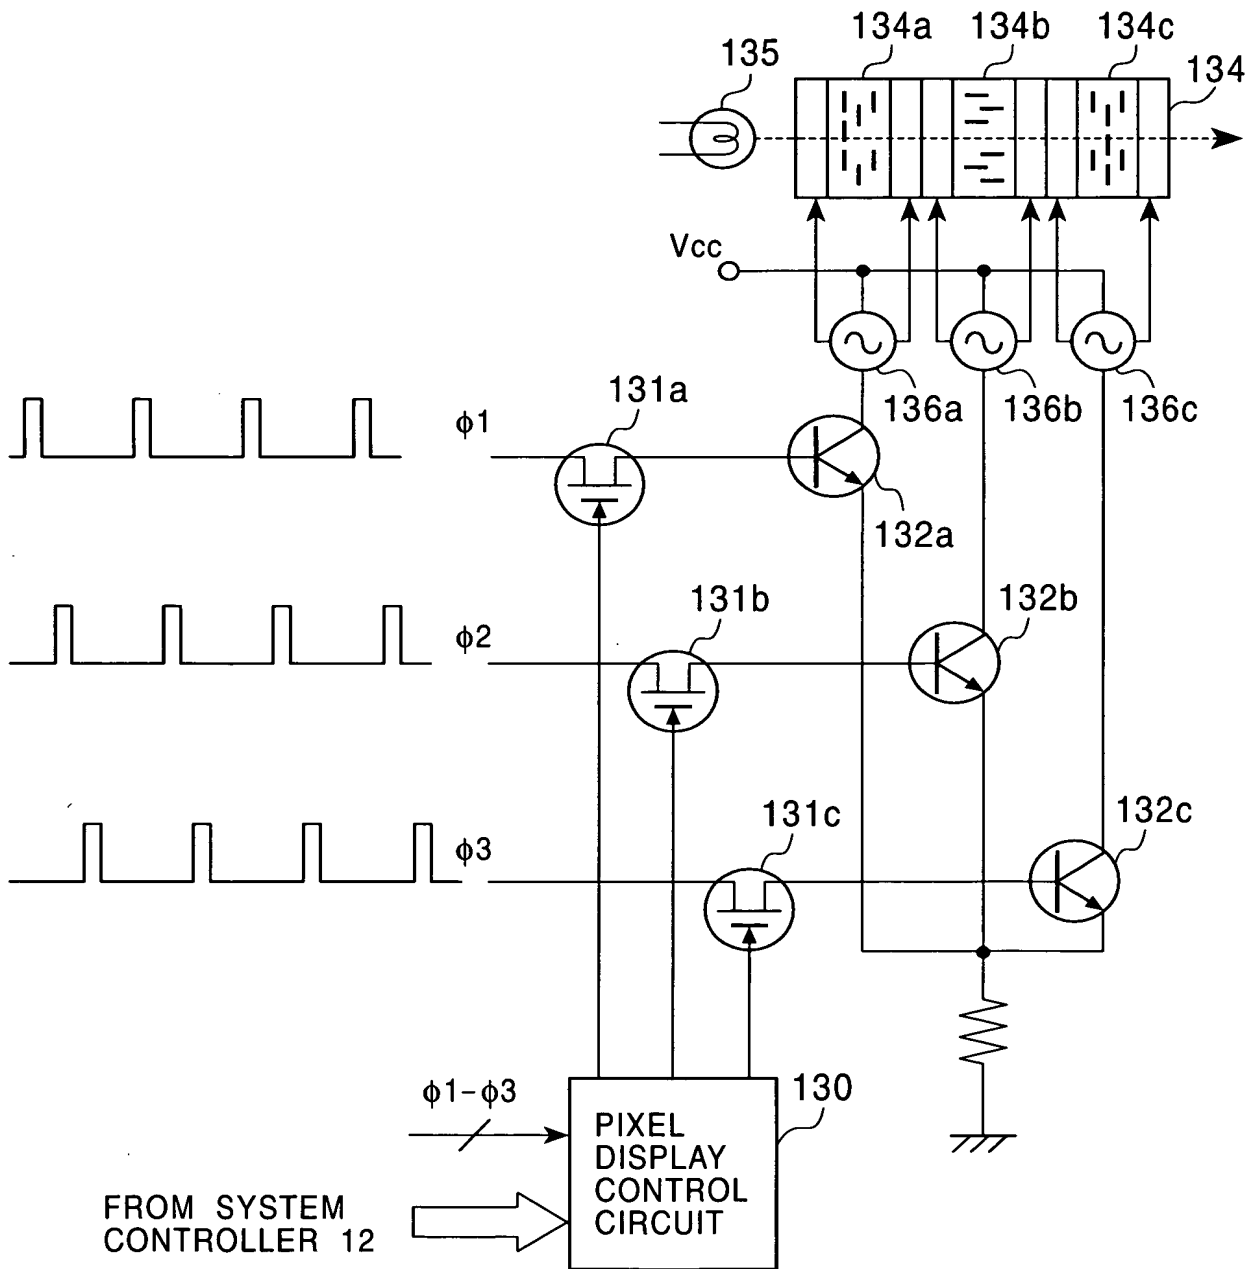 134a
134b
134c
135
134
Vcc
136a
136b
136c
131a
φ1
132a
131b
132b
φ2
131c
132c
φ3
φ1-φ3
130
PIXEL
DISPLAY
CONTROL
CIRCUIT
FROM SYSTEM
CONTROLLER 12